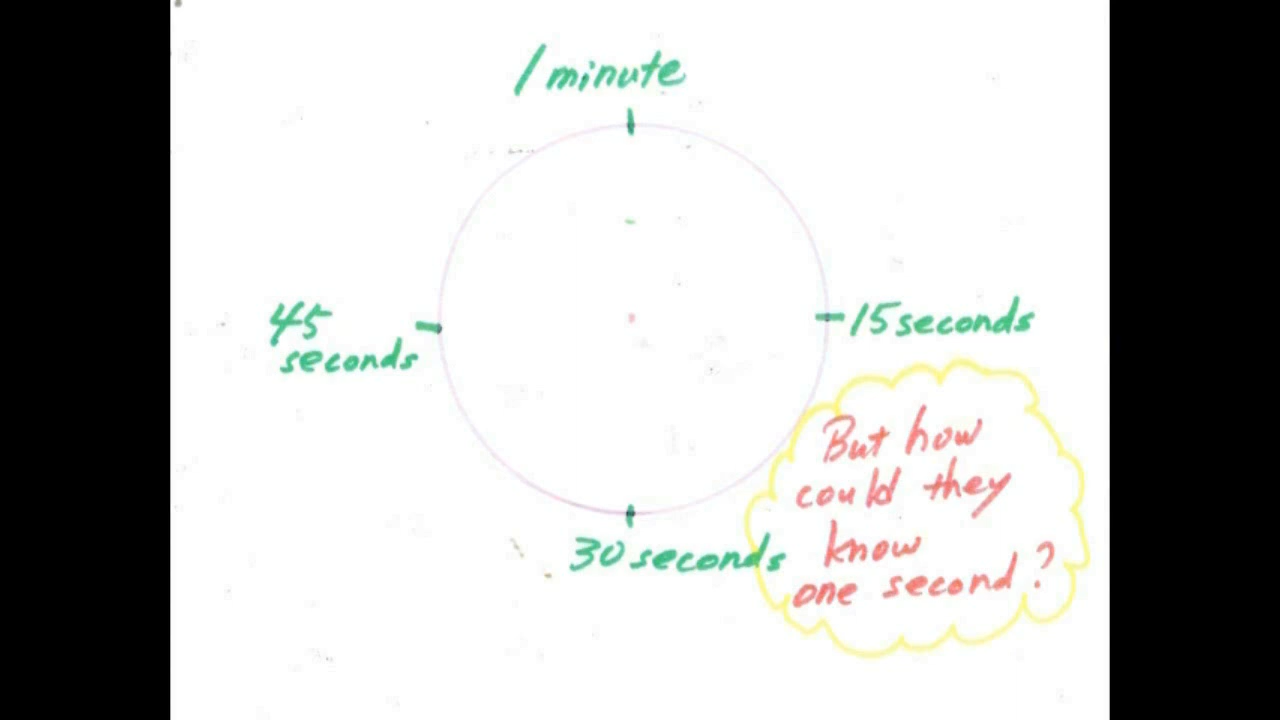 1 minute
45
seconds
15 seconds
30 seconds
But how
could they
know
one second?